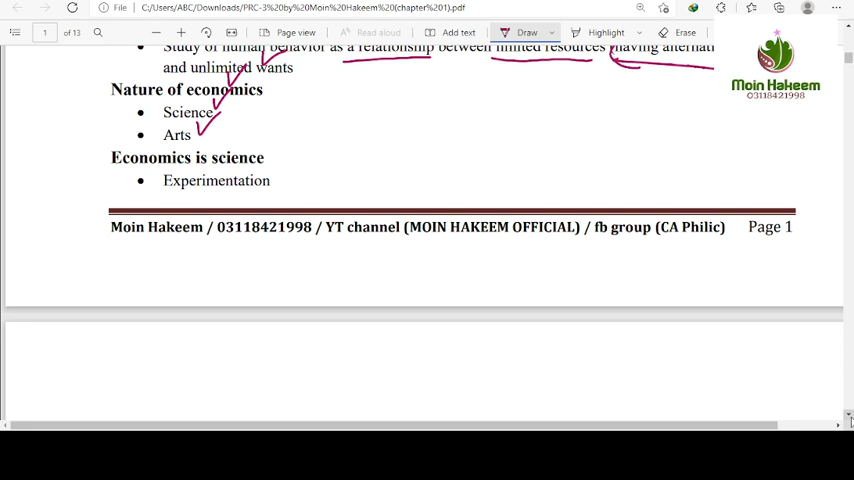 File
C:/Users/ABC/Downloads/PRC-3%20by%20Moin%20Hakeem%20(chapter%201).pdf
1 of 13
Page view
Read aloud
Add text
Draw
Highlight
Erase
• Study of human behavior as a relationship between limited resources (having
and unlimited wants
Nature of economics
• Science
• Arts
Economics is science
• Experimentation
Moin Hakeem / 03118421998 / YT channel (MOIN HAKEEM OFFICIAL) / fb group (CA Philic) Page 1
Moin Hakeem
03118421998